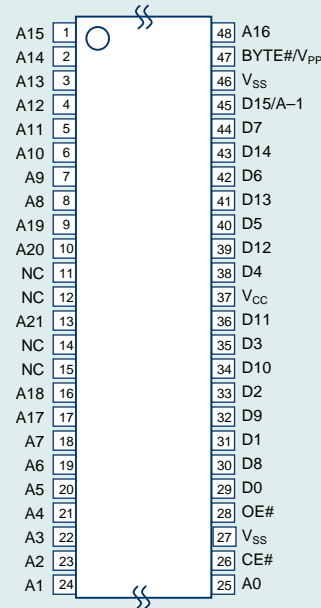 A15 1 48 A16
A14 2 47 BYTE#/VPP
A13 3 46 VSS
A12 4 45 D15/A–1
A11 5 44 D7
A10 6 43 D14
A9 7 42 D6
A8 8 41 D13
A19 9 40 D5
A20 10 39 D12
NC 11 38 D4
NC 12 37 VCC
A21 13 36 D11
NC 14 35 D3
NC 15 34 D10
A18 16 33 D2
A17 17 32 D9
A7 18 31 D1
A6 19 30 D8
A5 20 29 D0
A4 21 28 OE#
A3 22 27 VSS
A2 23 26 CE#
A1 24 25 A0